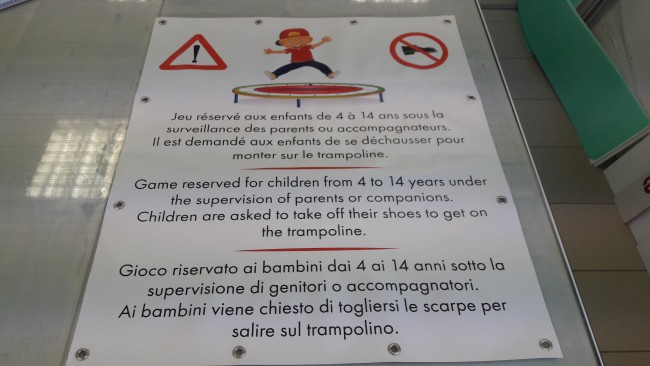 Jeu réservé aux enfants de 4 à 14 ans sous la
surveillance des parents ou accompagnateurs.
Il est demandé aux enfants de se déchausser pour
monter sur le trampoline.
Game reserved for children from 4 to 14 years under
the supervision of parents or companions.
Children are asked to take off their shoes to get on
the trampoline.
Gioco riservato ai bambini dai 4 ai 14 anni sotto la
supervisione di genitori o accompagnatori.
Ai bambini viene chiesto di togliersi le scarpe per
salire sul trampolino.